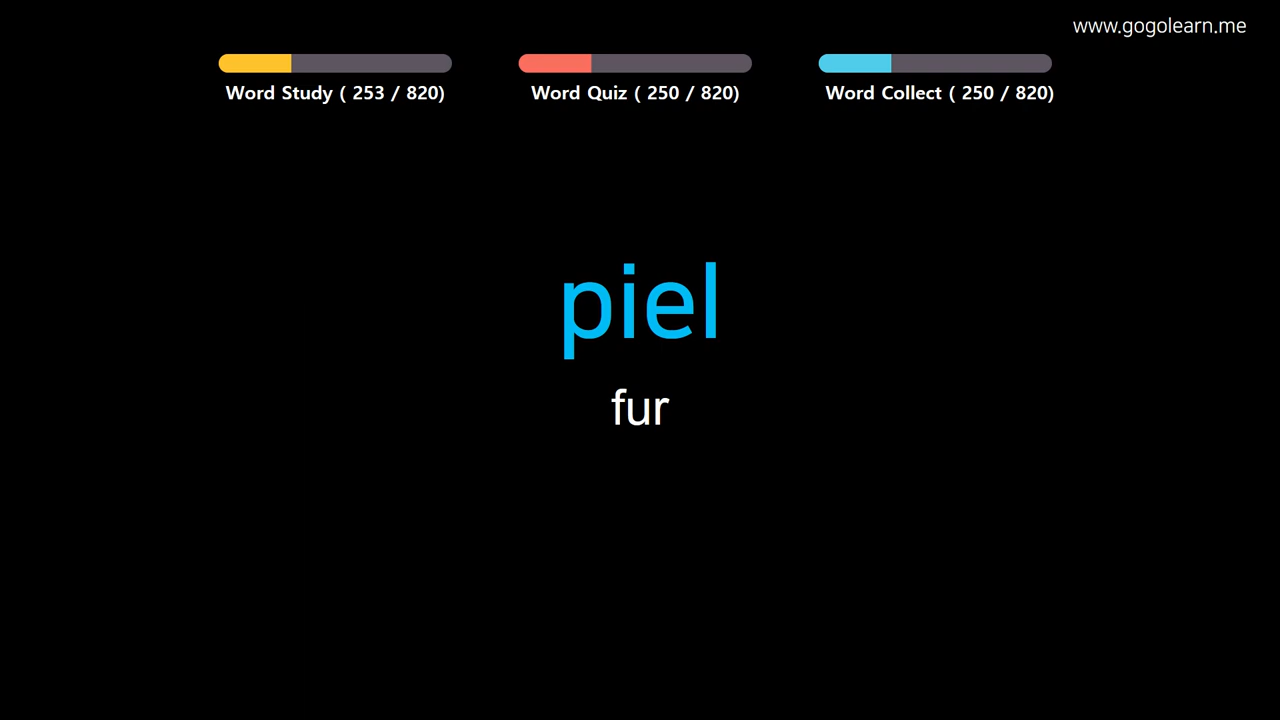 www.gogolearn.me
Word Study ( 253 / 820)
Word Quiz ( 250 / 820)
Word Collect ( 250 / 820)
piel
fur